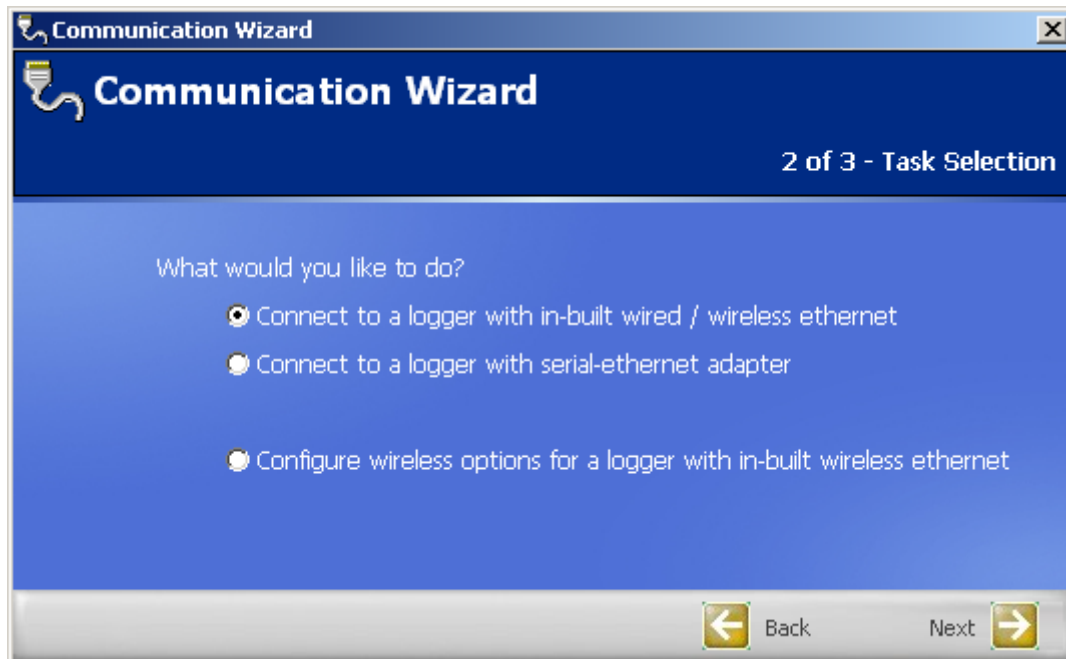 Communication Wizard
Communication Wizard
2 of 3 - Task Selection
What would you like to do?
Connect to a logger with in-built wired / wireless ethernet
Connect to a logger with serial-ethernet adapter
Configure wireless options for a logger with in-built wireless ethernet
Back Next